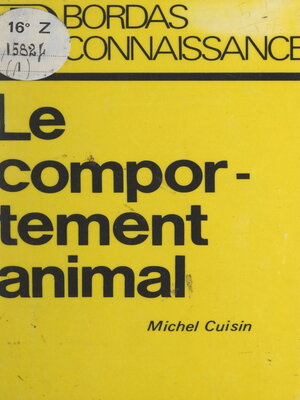 BORDAS
CONNAISSANCE
16° Z
15824
(1)
Le
compor-
tement
animal
Michel Cuisin